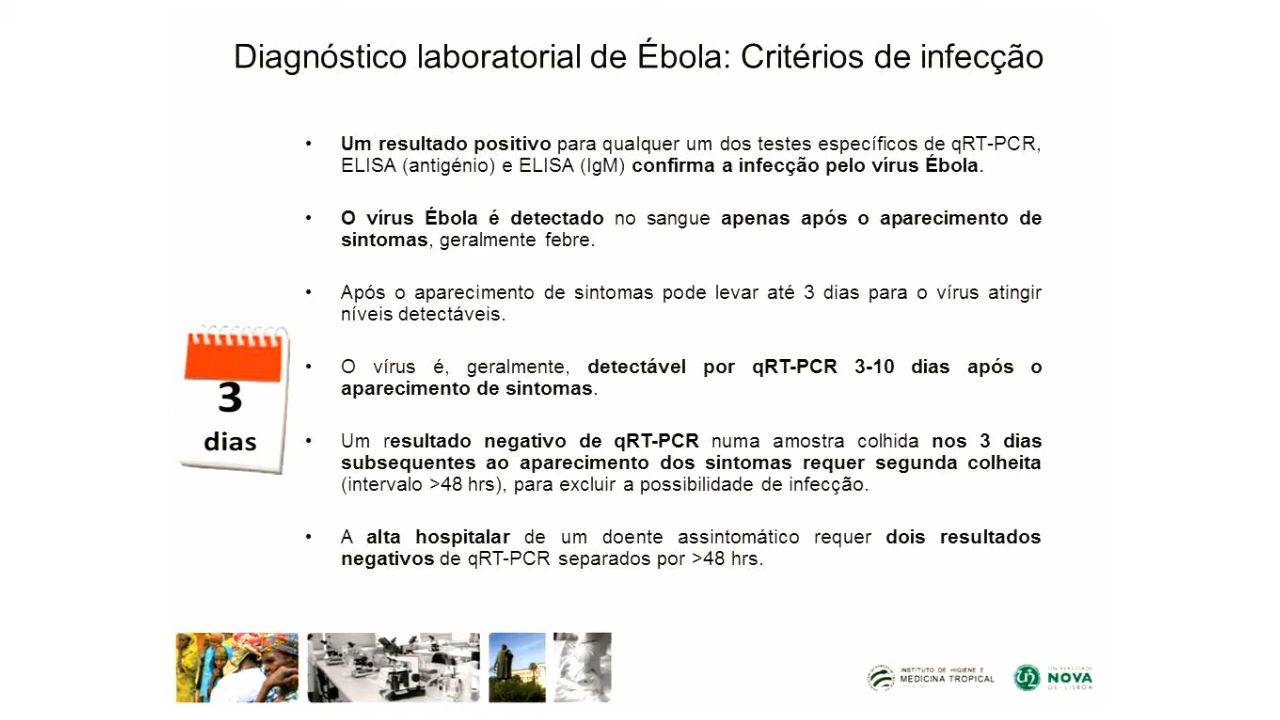 Diagnóstico laboratorial de Ébola: Critérios de infecção
• Um resultado positivo para qualquer um dos testes específicos de qRT-PCR,
ELISA (antigénio) e ELISA (IgM) confirma a infecção pelo vírus Ébola.
• O vírus Ébola é detectado no sangue apenas após o aparecimento de
sintomas, geralmente febre.
• Após o aparecimento de sintomas pode levar até 3 dias para o vírus atingir
níveis detectáveis.
3
dias
• O vírus é, geralmente, detectável por qRT-PCR 3-10 dias após o
aparecimento de sintomas.
• Um resultado negativo de qRT-PCR numa amostra colhida nos 3 dias
subsequentes ao aparecimento dos sintomas requer segunda colheita
(intervalo >48 hrs), para excluir a possibilidade de infecção.
• A alta hospitalar de um doente assintomático requer dois resultados
negativos de qRT-PCR separados por >48 hrs.
INSTITUTO DE HIGIENE E
MEDICINA TROPICAL
UNIVERSIDADE
NOVA
DE LISBOA